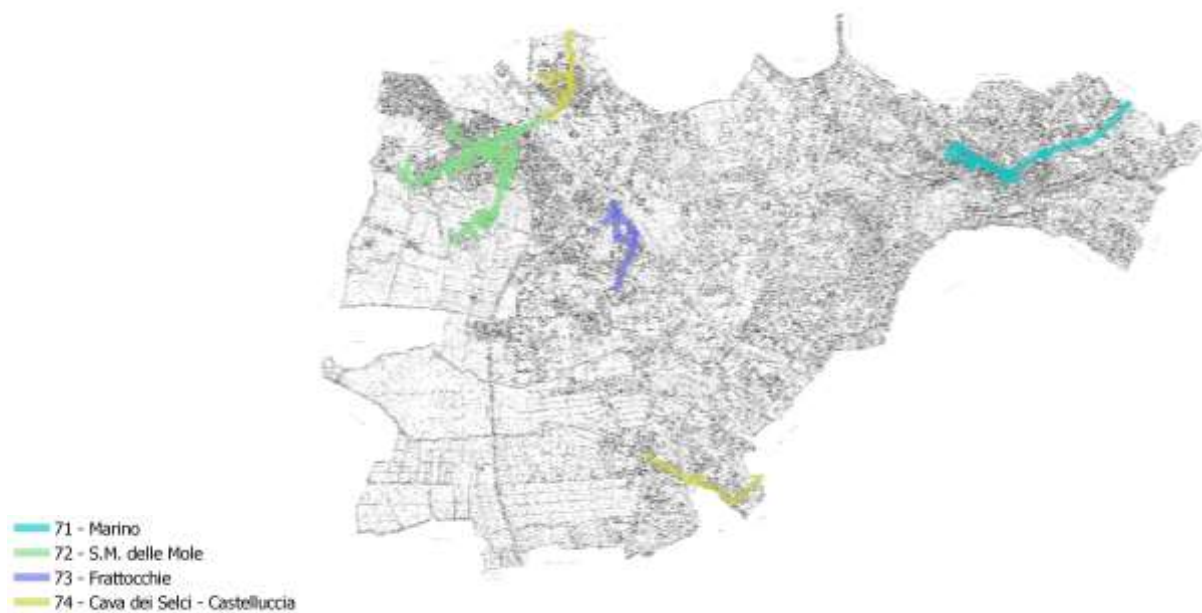 71 - Marino
72 - S.M. delle Mole
73 - Frattocchie
74 - Cava dei Selci - Castelluccia